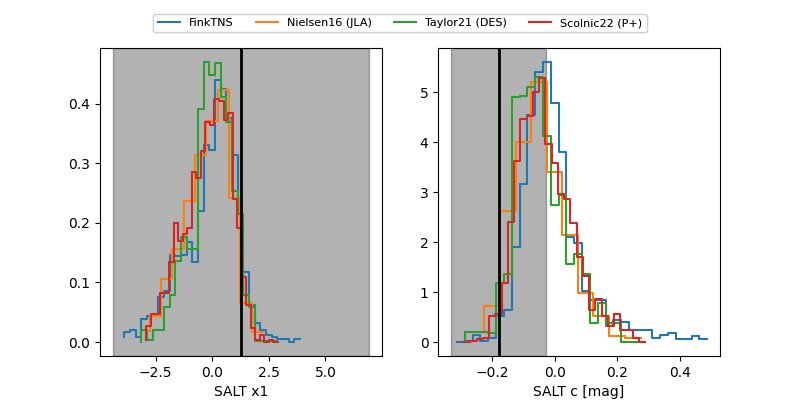 FinkTNS Nielsen16 (JLA) Taylor21 (DES) Scolnic22 (P+)
0.4
0.3
0.2
0.1
0.0
−2.5 0.0 2.5 5.0
SALT x1
5
4
3
2
1
0
−0.2 0.0 0.2 0.4
SALT c [mag]